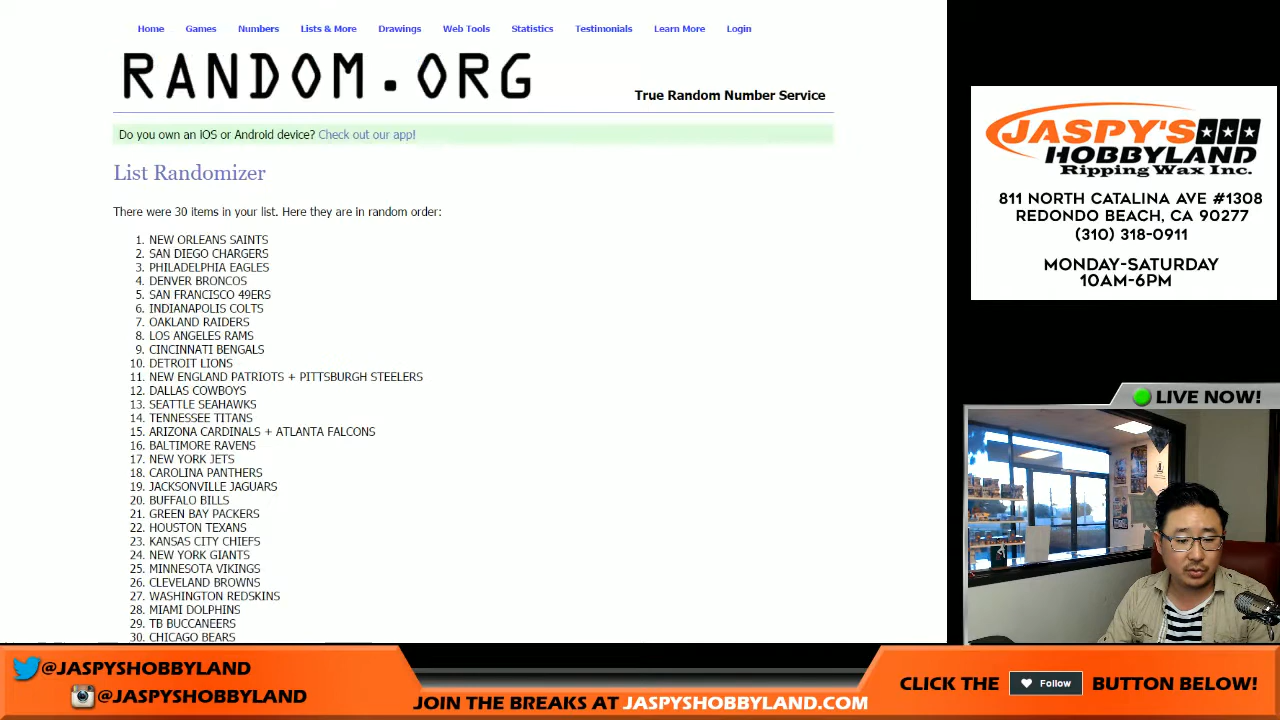 Home Games Numbers Lists & More Drawings Web Tools Statistics Testimonials Learn More Login
RANDOM.ORG
True Random Number Service
Do you own an iOS or Android device? Check out our app!
List Randomizer
There were 30 items in your list. Here they are in random order:
1. NEW ORLEANS SAINTS
2. SAN DIEGO CHARGERS
3. PHILADELPHIA EAGLES
4. DENVER BRONCOS
5. SAN FRANCISCO 49ERS
6. INDIANAPOLIS COLTS
7. OAKLAND RAIDERS
8. LOS ANGELES RAMS
9. CINCINNATI BENGALS
10. DETROIT LIONS
11. NEW ENGLAND PATRIOTS + PITTSBURGH STEELERS
12. DALLAS COWBOYS
13. SEATTLE SEAHAWKS
14. TENNESSEE TITANS
15. ARIZONA CARDINALS + ATLANTA FALCONS
16. BALTIMORE RAVENS
17. NEW YORK JETS
18. CAROLINA PANTHERS
19. JACKSONVILLE JAGUARS
20. BUFFALO BILLS
21. GREEN BAY PACKERS
22. HOUSTON TEXANS
23. KANSAS CITY CHIEFS
24. NEW YORK GIANTS
25. MINNESOTA VIKINGS
26. CLEVELAND BROWNS
27. WASHINGTON REDSKINS
28. MIAMI DOLPHINS
29. TB BUCCANEERS
30. CHICAGO BEARS
JASPY'S
HOBBYLAND
Ripping Wax Inc.
811 NORTH CATALINA AVE #1308
REDONDO BEACH, CA 90277
(310) 318-0911
MONDAY-SATURDAY
10AM-6PM
LIVE NOW!
@JASPYSHOBBYLAND
@JASPYSHOBBYLAND
JOIN THE BREAKS AT JASPYSHOBBYLAND.COM
CLICK THE Follow BUTTON BELOW!